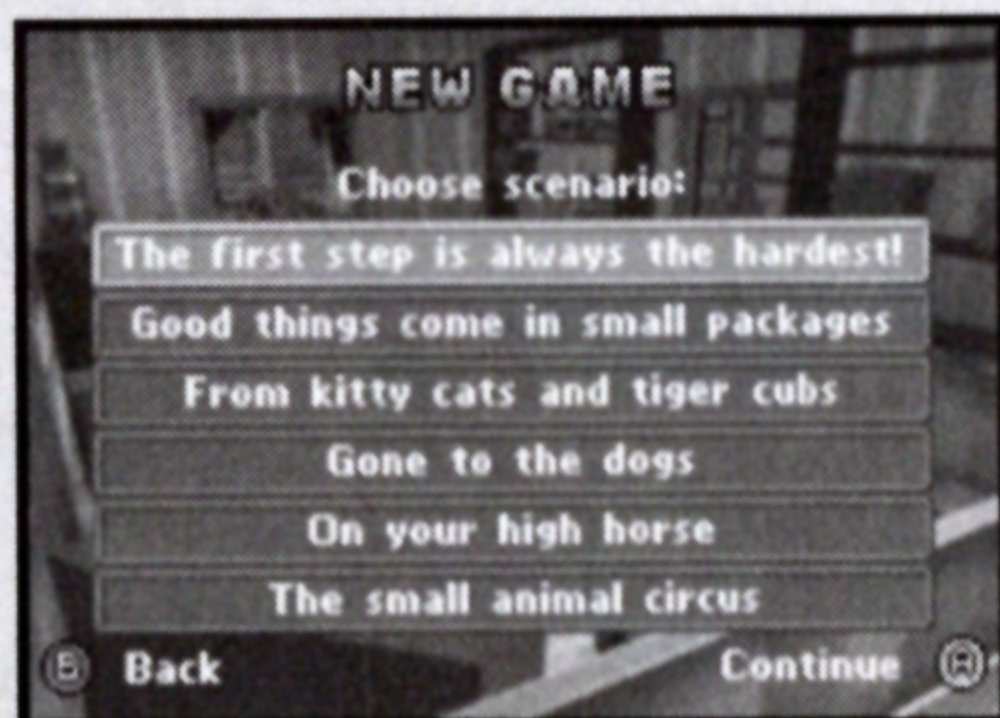 NEW GAME
Choose scenario:
The first step is always the hardest!
Good things come in small packages
From kitty cats and tiger cubs
Gone to the dogs
On your high horse
The small animal circus
B Back
Continue A